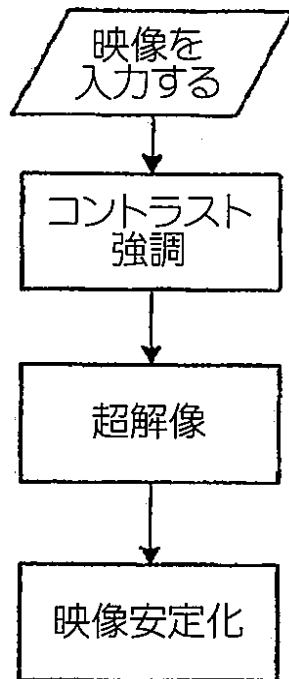 映像を
入力する
コントラスト
強調
超解像
映像安定化